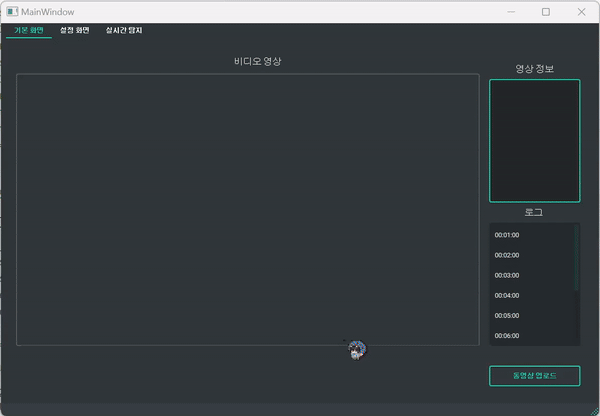 MainWindow
기본 화면 설정 화면 실시간 탐지
비디오 영상
영상 정보
로그
00:01:00
00:02:00
00:03:00
00:04:00
00:05:00
00:06:00
동영상 업로드